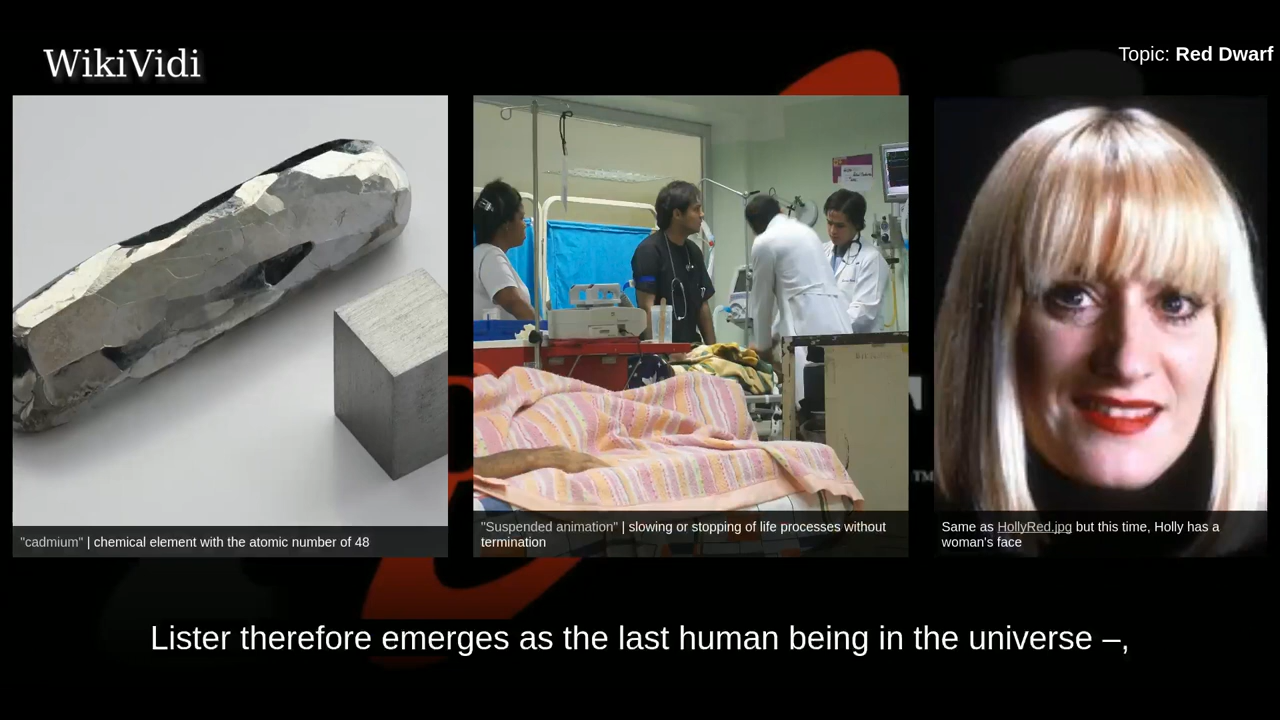 WikiVidi
Topic: Red Dwarf
"cadmium" | chemical element with the atomic number of 48
"Suspended animation" | slowing or stopping of life processes without
termination
Same as HollyRed.jpg but this time, Holly has a
woman's face
TM
Lister therefore emerges as the last human being in the universe –,